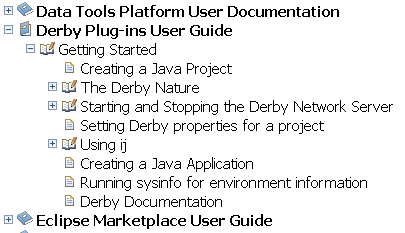 Data Tools Platform User Documentation
Derby Plug-ins User Guide
Getting Started
Creating a Java Project
The Derby Nature
Starting and Stopping the Derby Network Server
Setting Derby properties for a project
Using ij
Creating a Java Application
Running sysinfo for environment information
Derby Documentation
Eclipse Marketplace User Guide